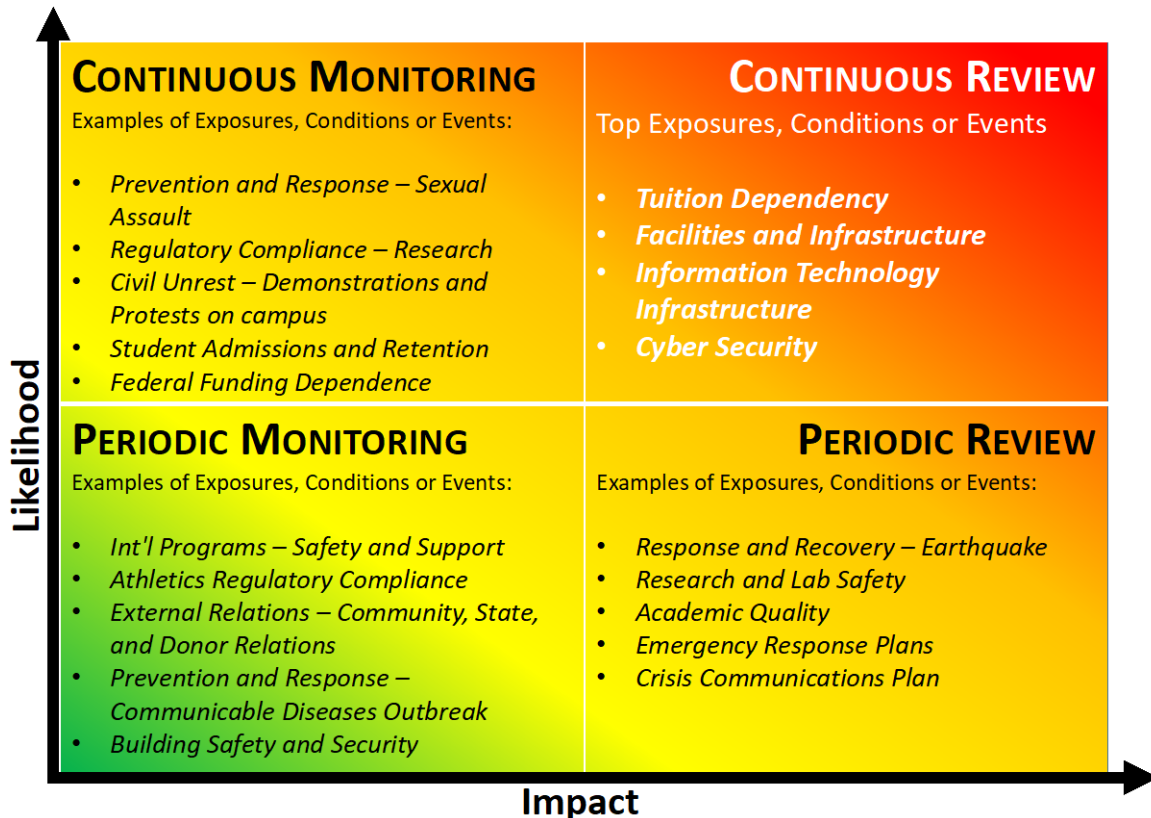 CONTINUOUS MONITORING
Examples of Exposures, Conditions or Events:
• Prevention and Response – Sexual
Assault
• Regulatory Compliance – Research
• Civil Unrest – Demonstrations and
Protests on campus
• Student Admissions and Retention
• Federal Funding Dependence
CONTINUOUS REVIEW
Top Exposures, Conditions or Events
• Tuition Dependency
• Facilities and Infrastructure
• Information Technology
Infrastructure
• Cyber Security
Likelihood
PERIODIC MONITORING
Examples of Exposures, Conditions or Events:
• Int'l Programs – Safety and Support
• Athletics Regulatory Compliance
• External Relations – Community, State,
and Donor Relations
• Prevention and Response –
Communicable Diseases Outbreak
• Building Safety and Security
PERIODIC REVIEW
Examples of Exposures, Conditions or Events:
• Response and Recovery – Earthquake
• Research and Lab Safety
• Academic Quality
• Emergency Response Plans
• Crisis Communications Plan
Impact